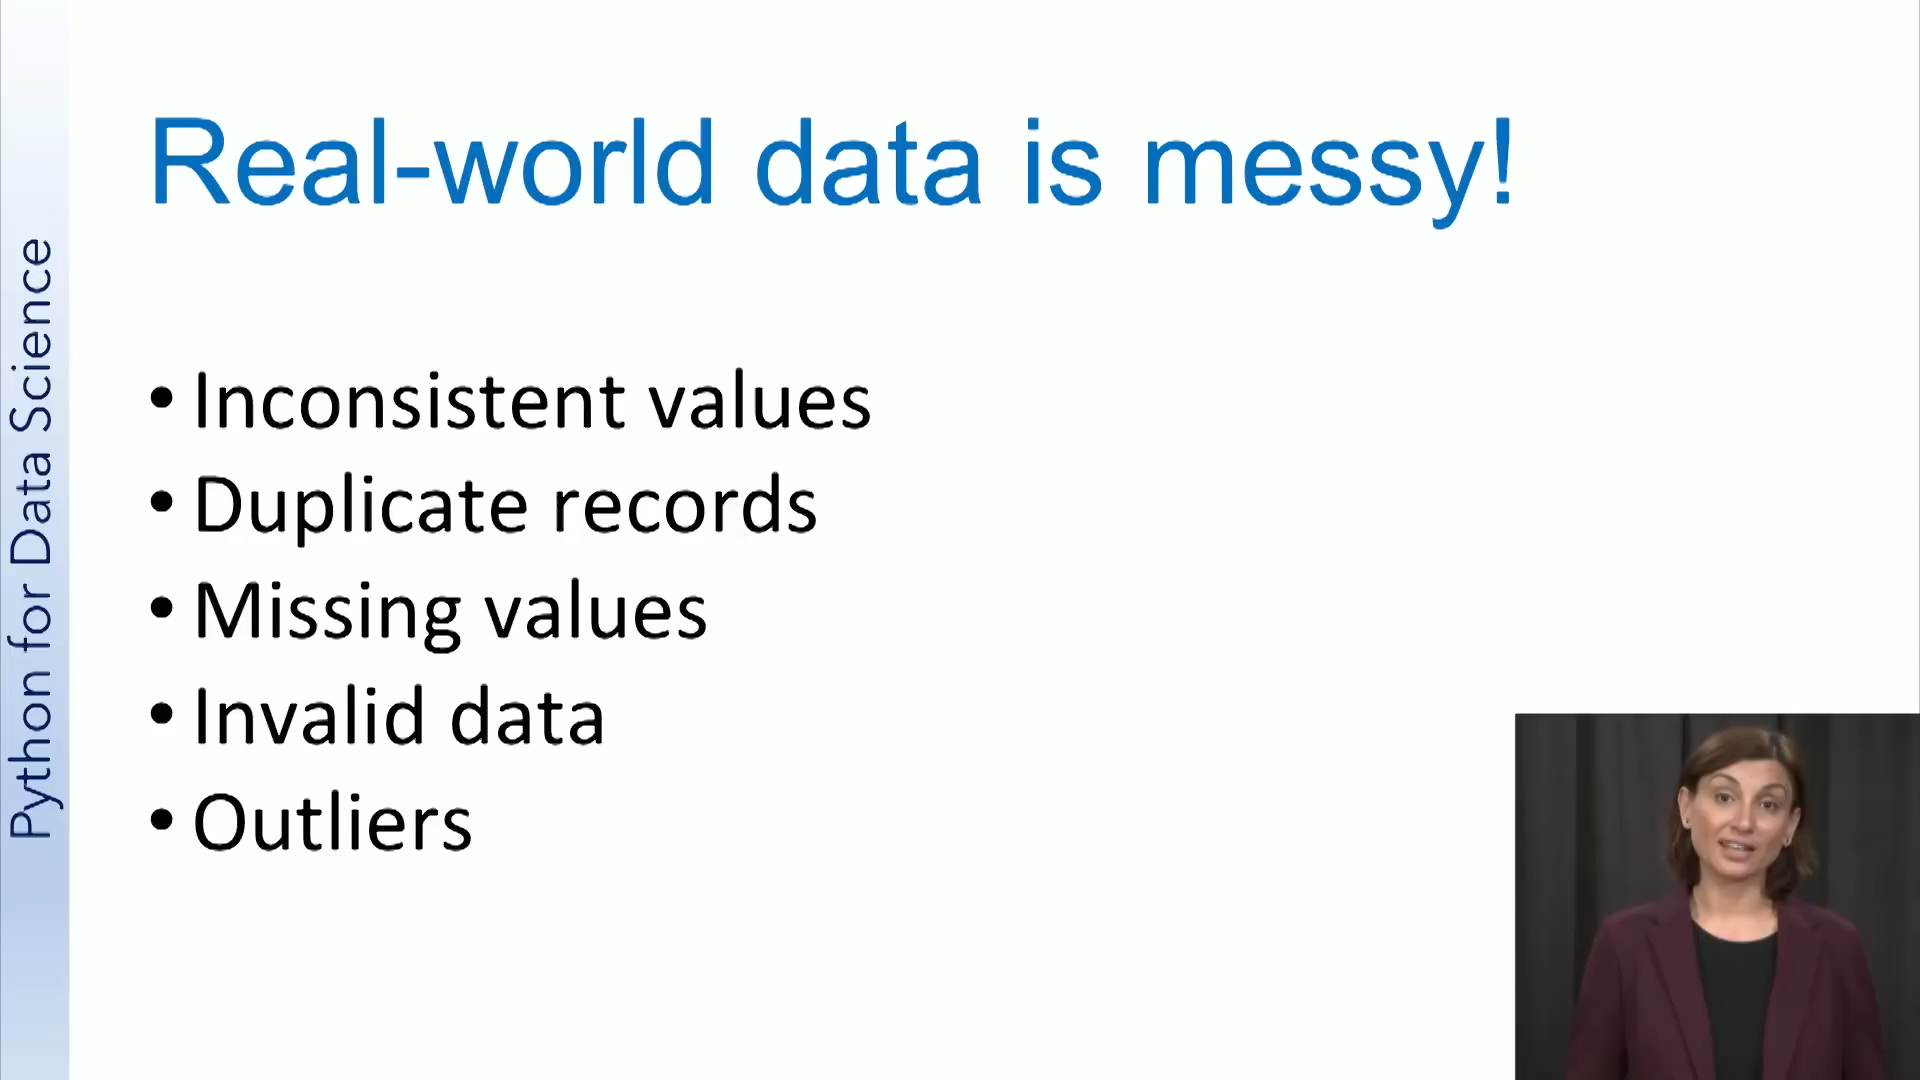 Real-world data is messy!
• Inconsistent values
• Duplicate records
• Missing values
• Invalid data
• Outliers
Python for Data Science